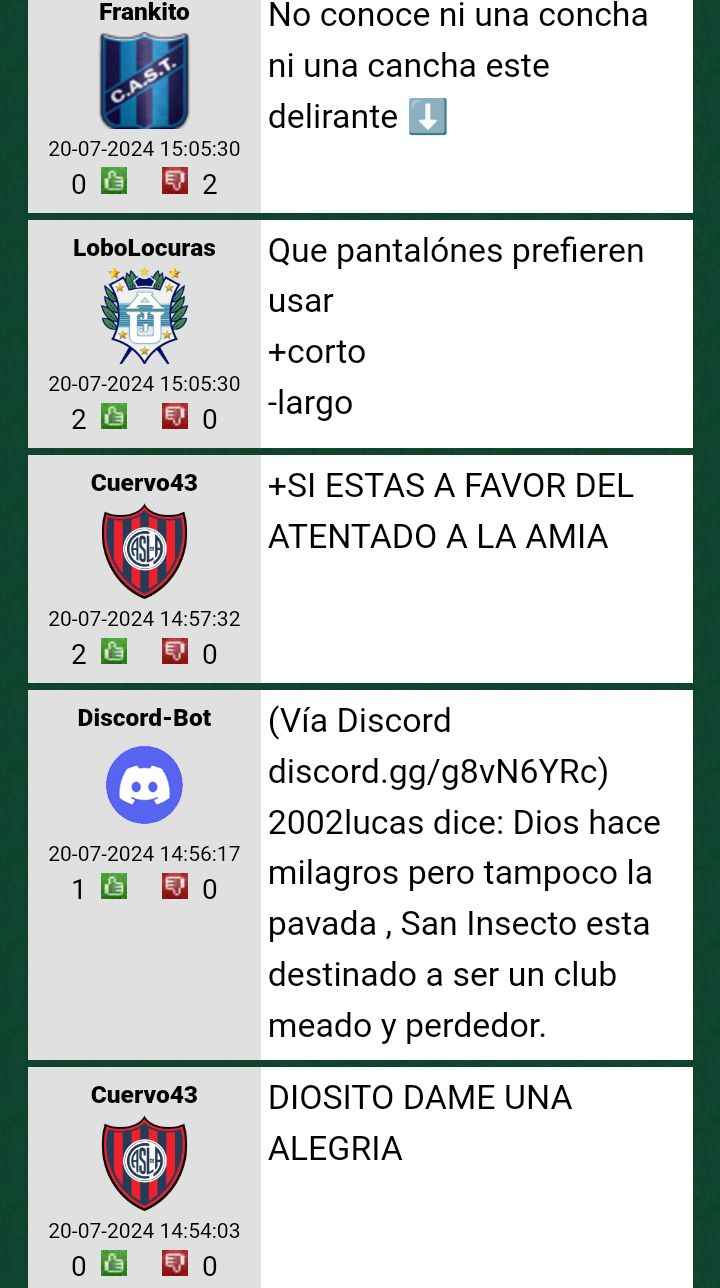 Frankito
C.A.S.T.
20-07-2024 15:05:30
0 2
No conoce ni una concha
ni una cancha este
delirante ⬇️
LoboLocuras
20-07-2024 15:05:30
2 0
Que pantalónes prefieren
usar
+corto
-largo
Cuervo43
CASLA
20-07-2024 14:57:32
2 0
+SI ESTAS A FAVOR DEL
ATENTADO A LA AMIA
Discord-Bot
20-07-2024 14:56:17
1 0
(Vía Discord
discord.gg/g8vN6YRc)
2002lucas dice: Dios hace
milagros pero tampoco la
pavada , San Insecto esta
destinado a ser un club
meado y perdedor.
Cuervo43
CASLA
20-07-2024 14:54:03
0 0
DIOSITO DAME UNA
ALEGRIA